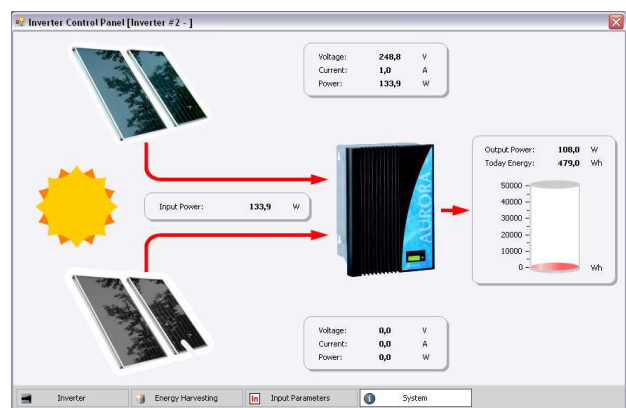 Inverter Control Panel [Inverter #2 - ]
Voltage: 248,8 V
Current: 1,0 A
Power: 133,9 W
Output Power: 108,0 W
Today Energy: 479,0 Wh
AURORA
50000
40000
30000
20000
10000
0 Wh
Input Power: 133,9 W
Voltage: 0,0 V
Current: 0,0 A
Power: 0,0 W
Inverter
Energy Harvesting
In Input Parameters
System